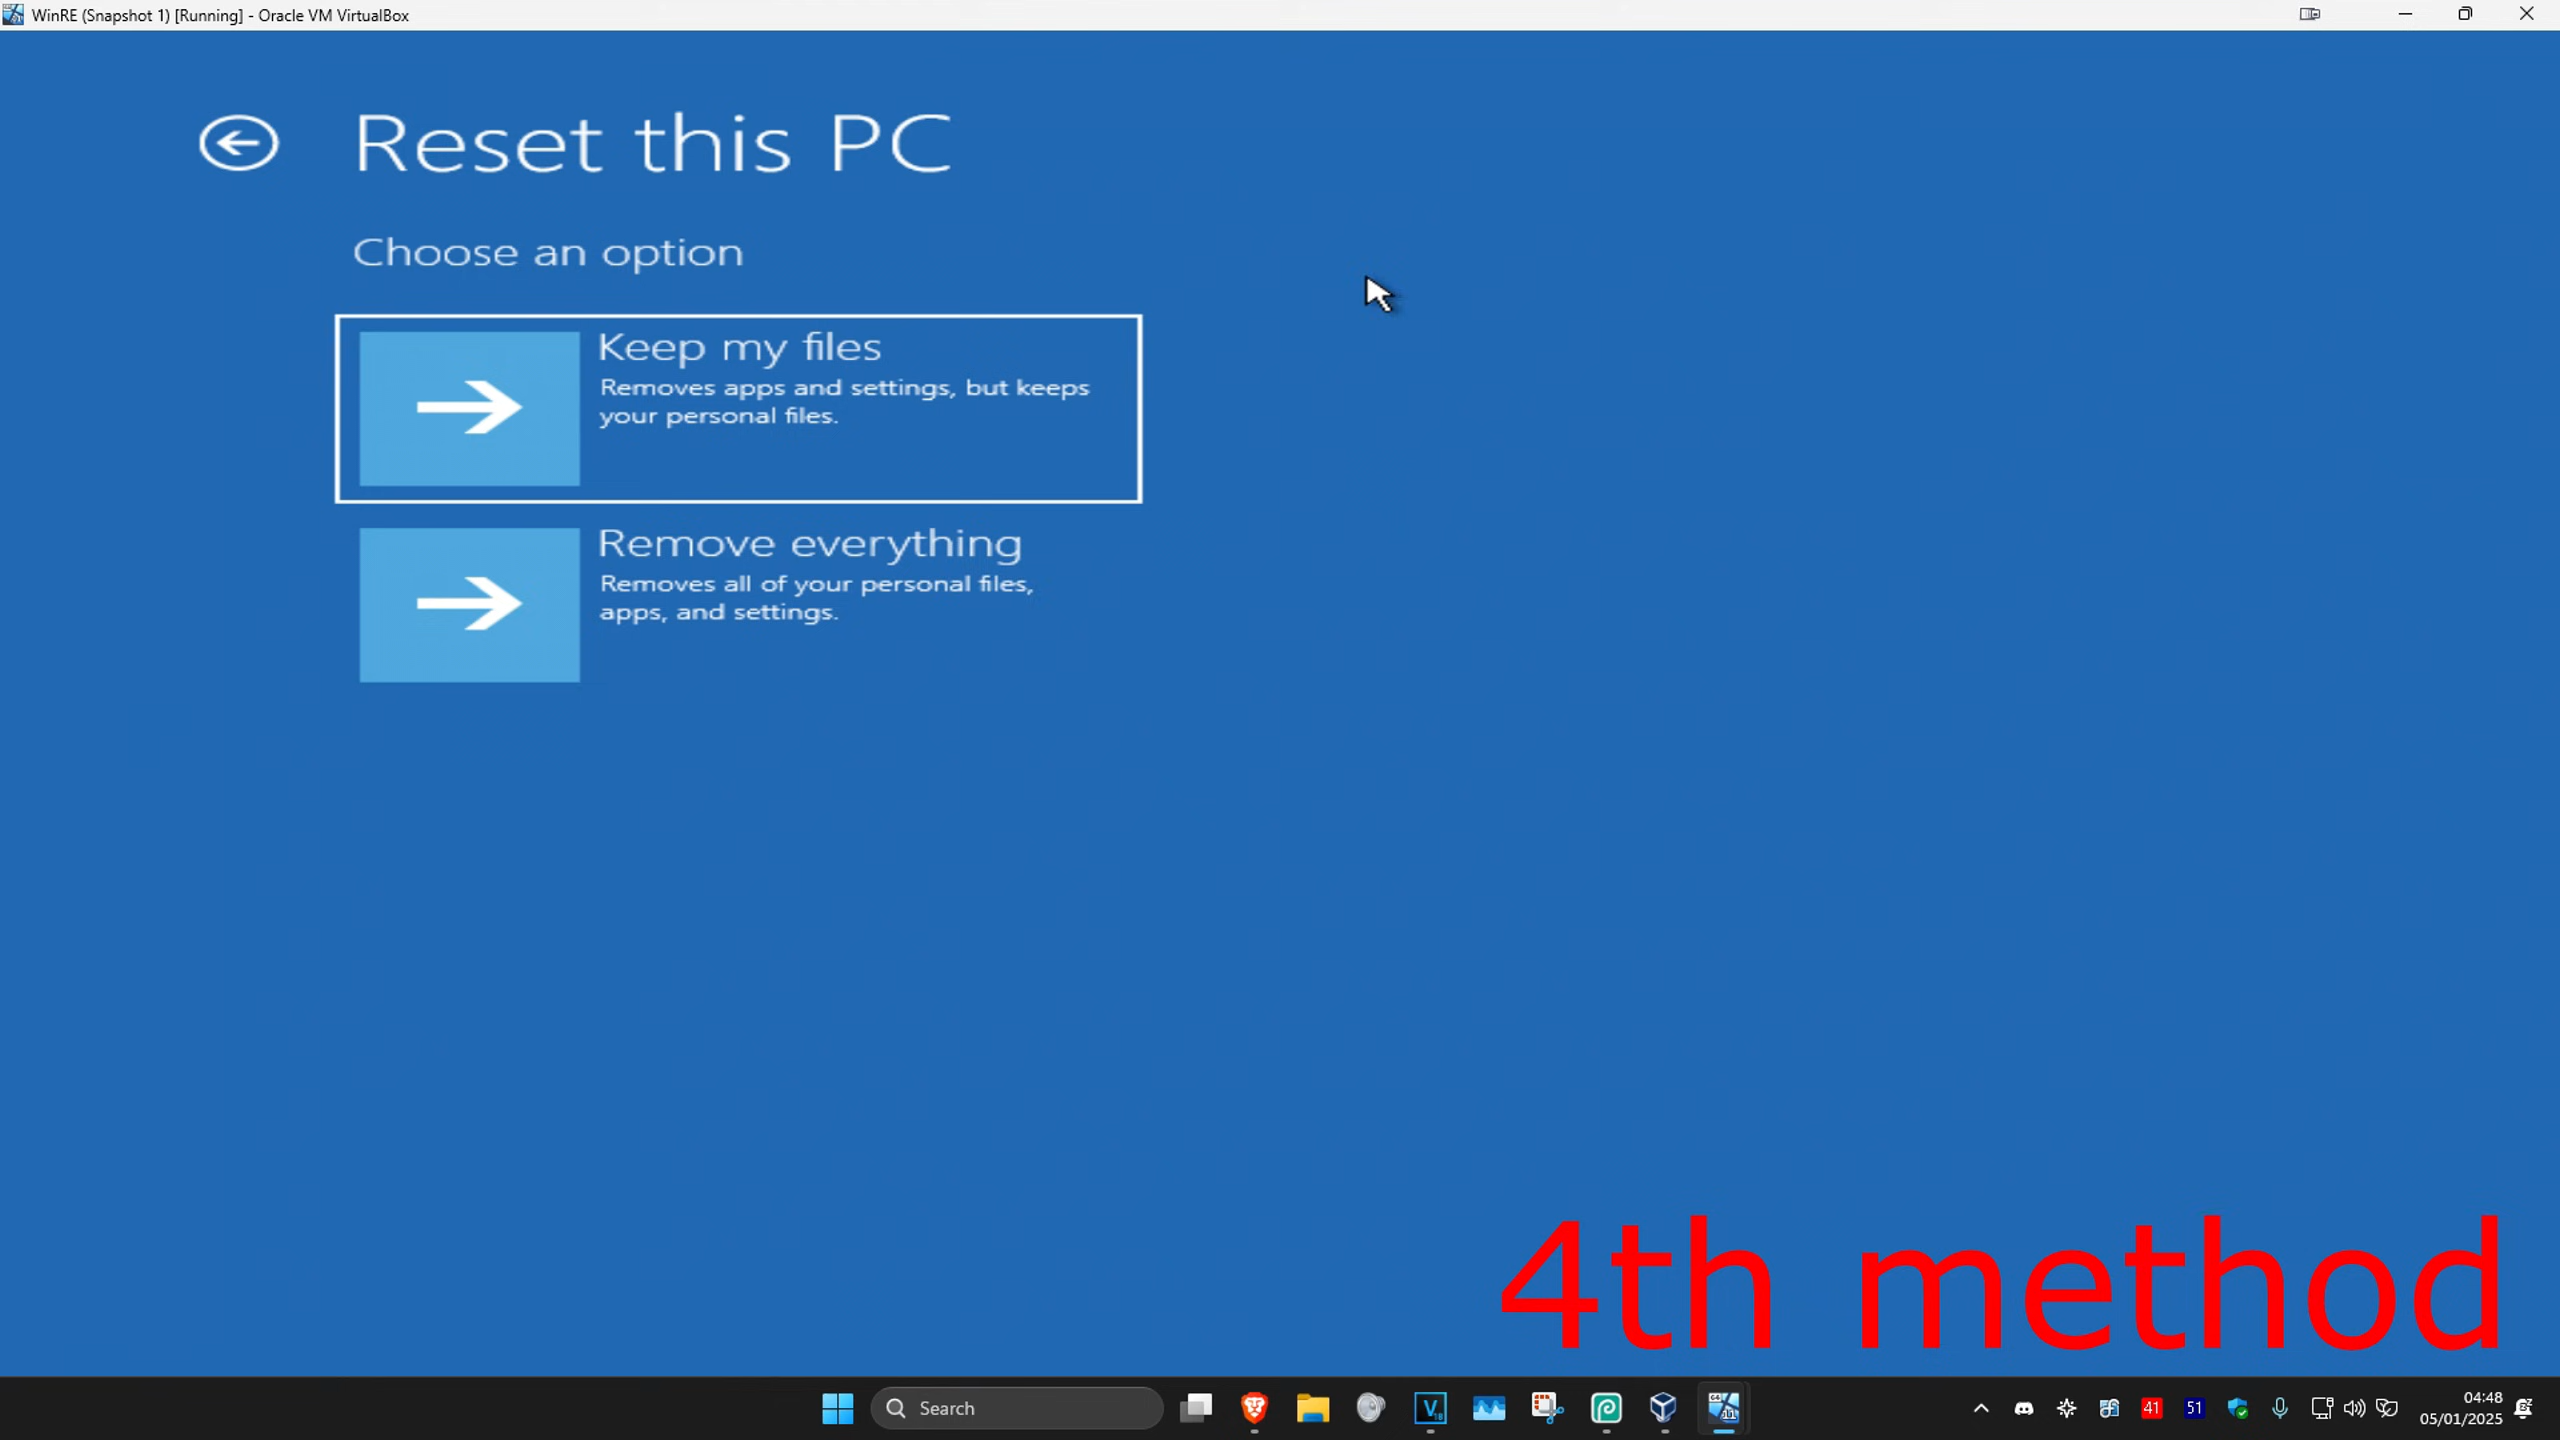 WinRE (Snapshot 1) [Running] - Oracle VM VirtualBox
Reset this PC
Choose an option
Keep my files
Removes apps and settings, but keeps
your personal files.
Remove everything
Removes all of your personal files,
apps, and settings.
4th method
Search
41
51
04:48
05/01/2025